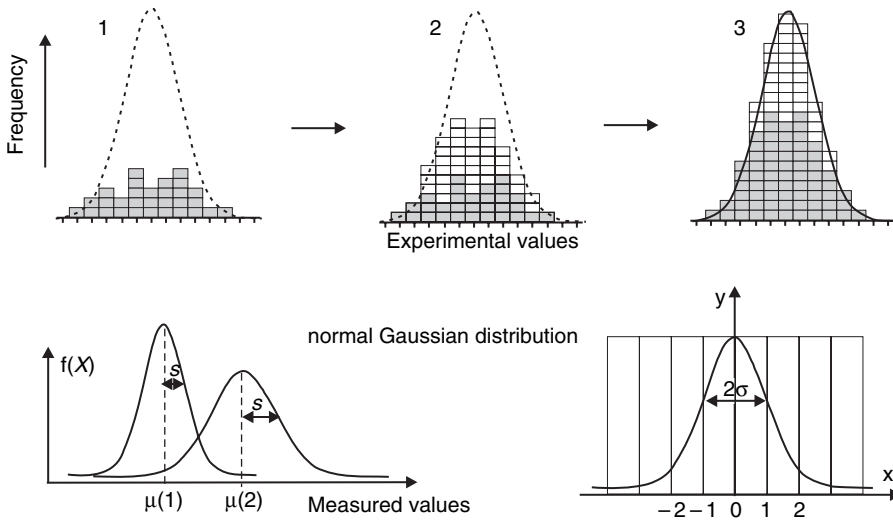 1
2
3
Frequency
Experimental values
normal Gaussian distribution
f(X)
s
s
μ(1)
μ(2)
Measured values
y
2σ
x
−2 −1 0 1 2